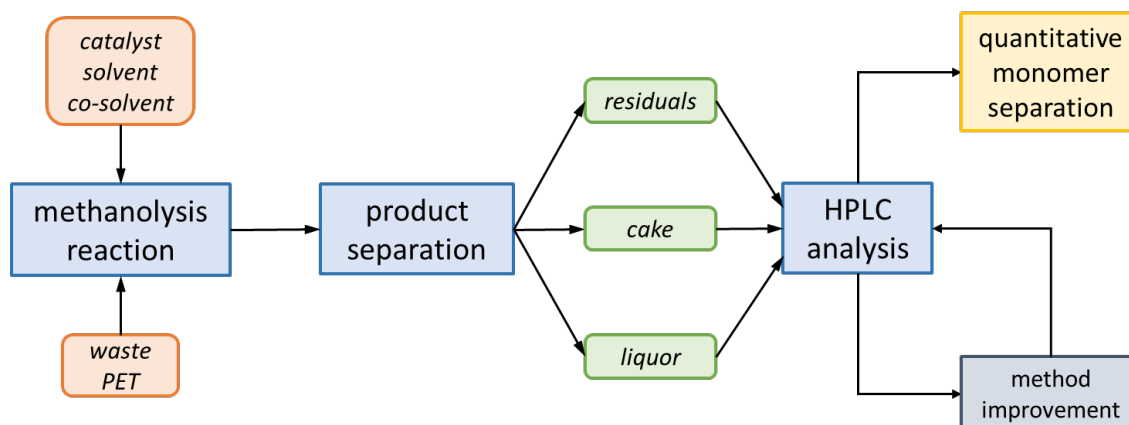 catalyst
solvent
co-solvent
methanolysis
reaction
waste
PET
product
separation
residuals
cake
liquor
HPLC
analysis
quantitative
monomer
separation
method
improvement